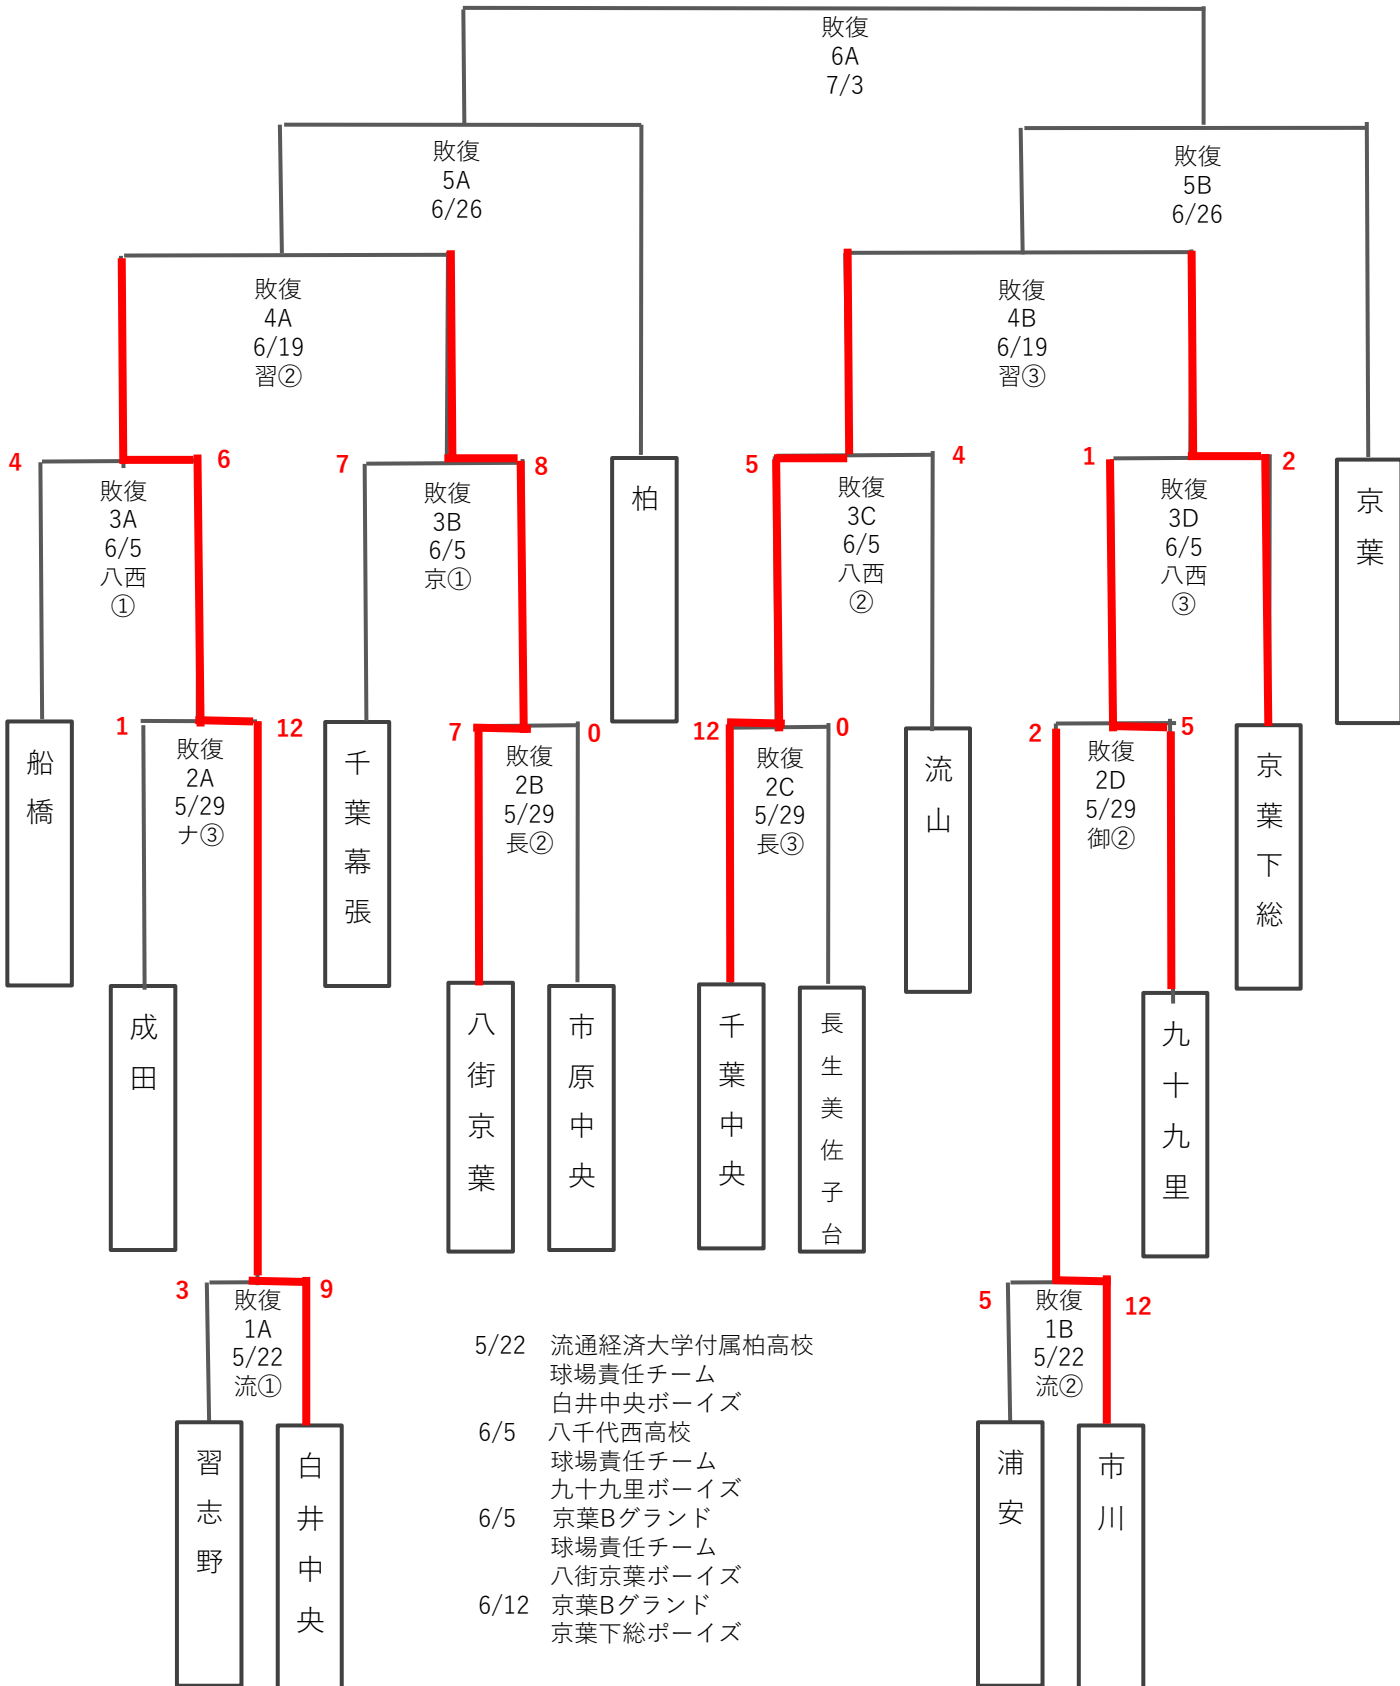 敗復
6A
7/3
敗復
5A
6/26
敗復
5B
6/26
敗復
4A
6/19
習②
敗復
4B
6/19
習③
4
6
敗復
3A
6/5
八西
①
7
8
敗復
3B
6/5
京①
柏
5
4
敗復
3C
6/5
八西
②
1
2
敗復
3D
6/5
八西
③
京葉
船橋
1
12
敗復
2A
5/29
ナ③
千葉幕張
7
0
敗復
2B
5/29
長②
12
0
敗復
2C
5/29
長③
流山
2
5
敗復
2D
5/29
御②
京葉下総
成田
八街京葉
市原中央
千葉中央
長生美佐子台
九十九里
3
9
敗復
1A
5/22
流①
5
12
敗復
1B
5/22
流②
習志野
白井中央
浦安
市川
5/22 流通経済大学付属柏高校
球場責任チーム
白井中央ボーイズ
6/5 八千代西高校
球場責任チーム
九十九里ボーイズ
6/5 京葉Bグランド
球場責任チーム
八街京葉ボーイズ
6/12 京葉Bグランド
京葉下総ポーイズ